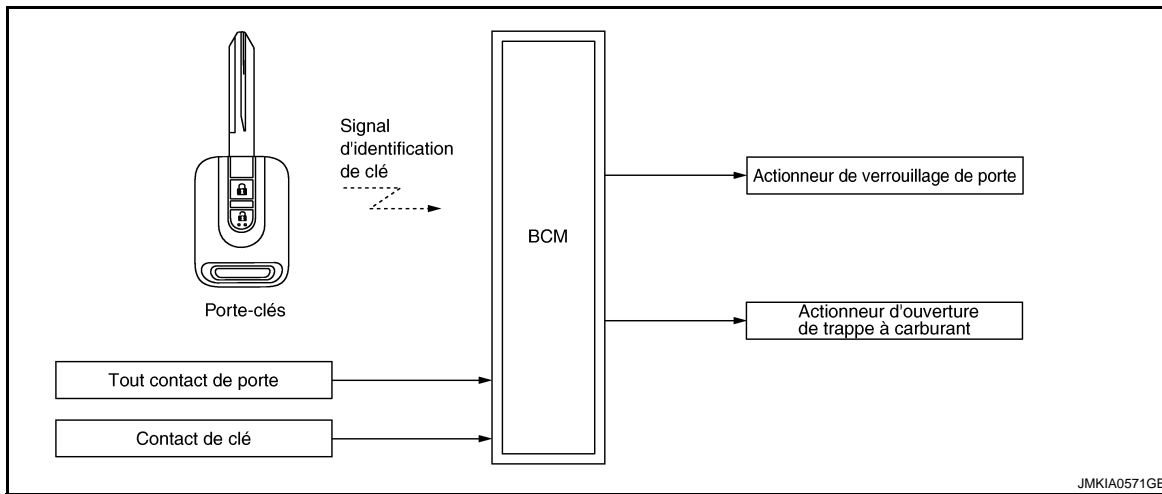 Signal
d'identification
de clé
Porte-clés
Tout contact de porte
Contact de clé
BCM
Actionneur de verrouillage de porte
Actionneur d'ouverture
de trappe à carburant
JMKIA0571GB